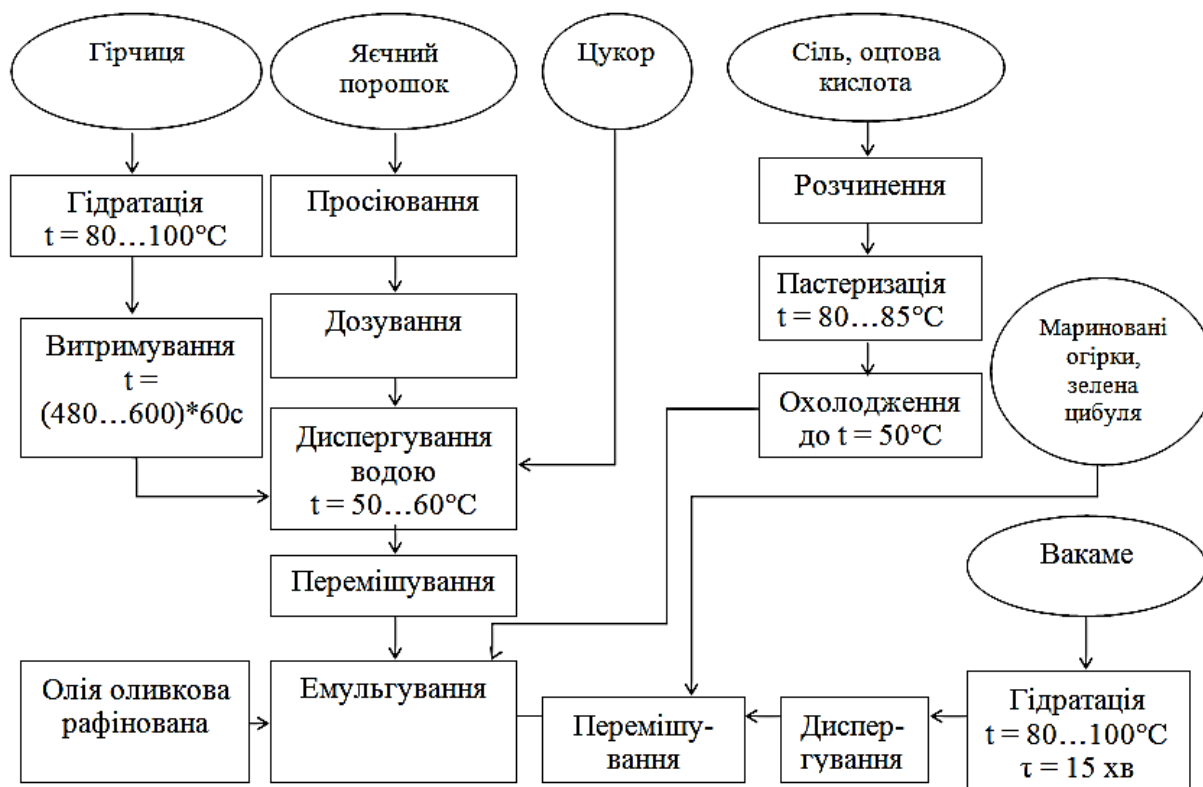 Гірчиця
Яєчний
порошок
Цукор
Сіль, оцтова
кислота
Гідратація
t = 80…100°С
Просіювання
Розчинення
Витримування
t =
(480…600)*60с
Дозування
Пастеризація
t = 80…85°С
Мариновані
огірки,
зелена
цибуля
Диспергування
водою
t = 50…60°С
Охолодження
до t = 50°С
Перемішування
Вакаме
Олія оливкова
рафінована
Емульгування
Перемішу-
вання
Диспер-
гування
Гідратація
t = 80…100°С
τ = 15 хв